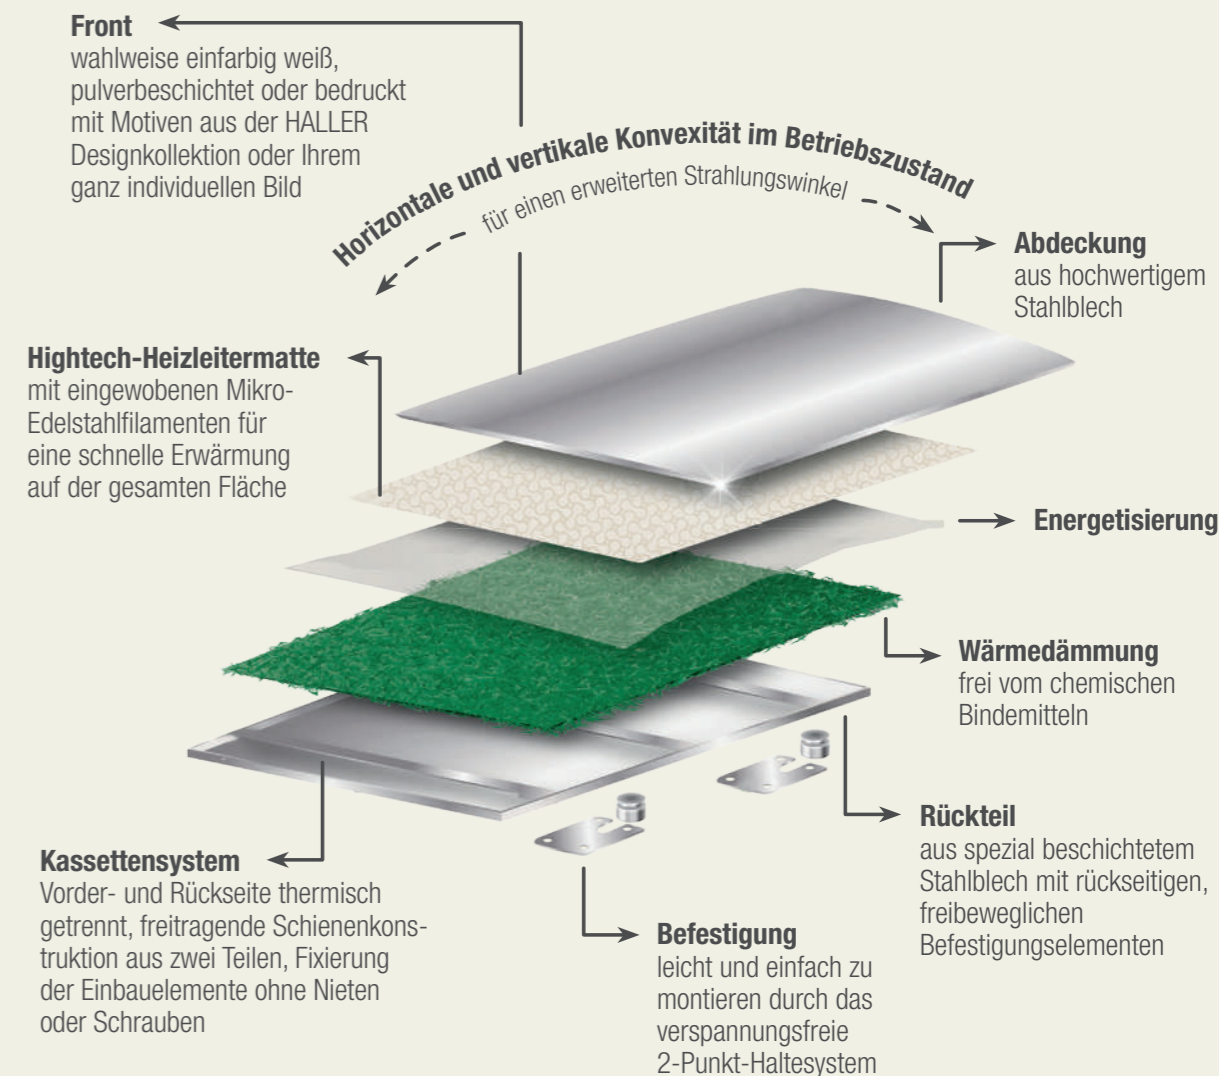 Front
wahlweise einfarbig weiß,
pulverbeschichtet oder bedruckt
mit Motiven aus der HALLER
Designkollektion oder Ihrem
ganz individuellen Bild
Horizontale und vertikale Konvexität im Betriebszustand
für einen erweiterten Strahlungswinkel
Abdeckung
aus hochwertigem
Stahlblech
Hightech-Heizleitermatte
mit eingewobenen Mikro-
Edelstahlfilamenten für
eine schnelle Erwärmung
auf der gesamten Fläche
Energetisierung
Wärmedämmung
frei vom chemischen
Bindemitteln
Rückteil
aus spezial beschichtetem
Stahlblech mit rückseitigen,
freibeweglichen
Befestigungselementen
Kassettensystem
Vorder- und Rückseite thermisch
getrennt, freitragende Schienenkons-
truktion aus zwei Teilen, Fixierung
der Einbauelemente ohne Nieten
oder Schrauben
Befestigung
leicht und einfach zu
montieren durch das
verspannungsfreie
2-Punkt-Haltesystem